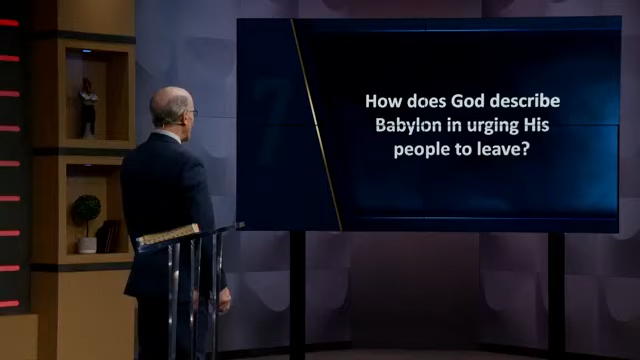 How does God describe
Babylon in urging His
people to leave?